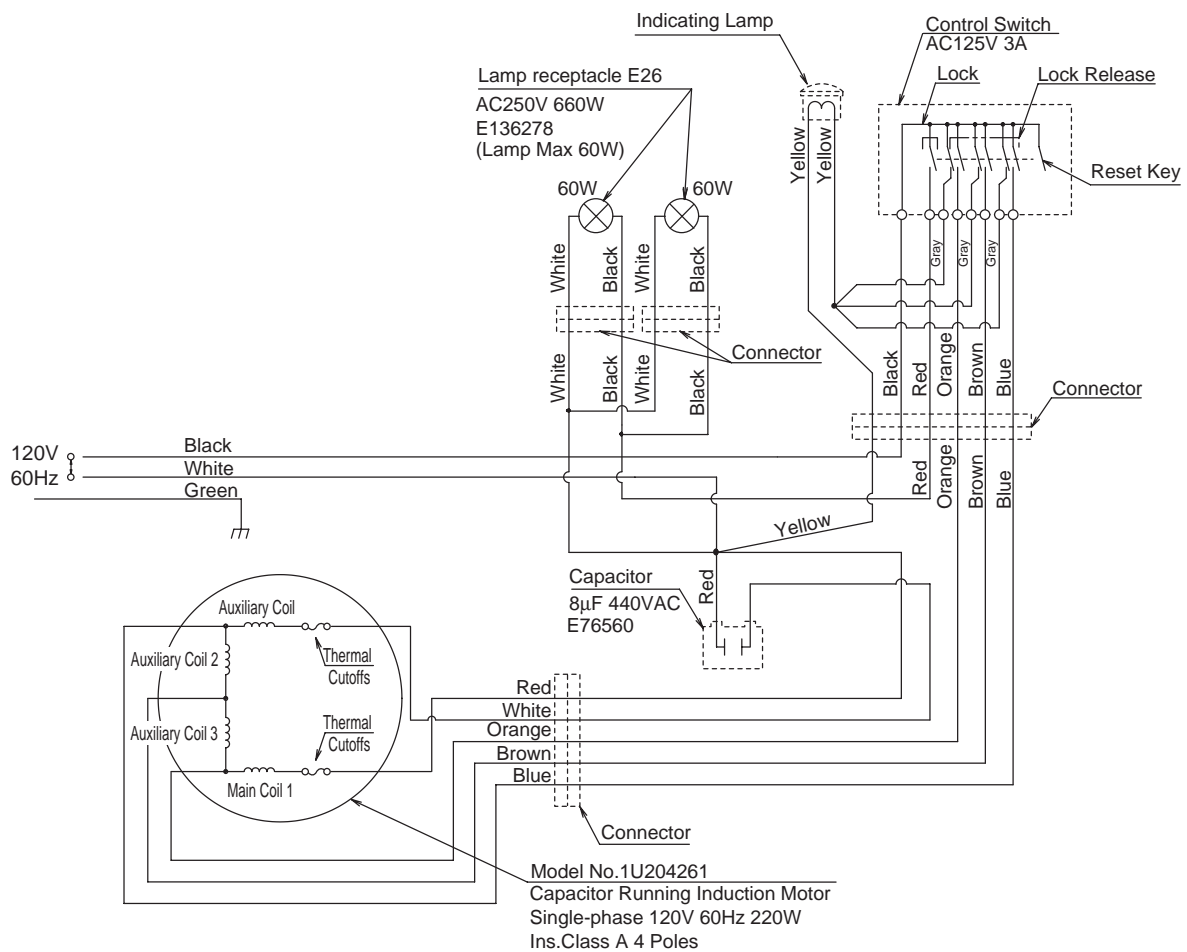 Indicating Lamp
Control Switch
AC125V 3A
Lock
Lock Release
Reset Key
Lamp receptacle E26
AC250V 660W
E136278
(Lamp Max 60W)
60W
60W
Yellow
Yellow
White
Black
White
Black
Gray
Gray
Gray
Connector
White
Black
White
Black
Black
Red
Orange
Brown
Blue
Connector
120V
60Hz
Black
White
Green
Red
Orange
Brown
Blue
Yellow
Capacitor
8μF 440VAC
E76560
Red
Auxiliary Coil
Auxiliary Coil 2
Thermal
Cutoffs
Auxiliary Coil 3
Thermal
Cutoffs
Main Coil 1
Red
White
Orange
Brown
Blue
Connector
Model No.1U204261
Capacitor Running Induction Motor
Single-phase 120V 60Hz 220W
Ins.Class A 4 Poles